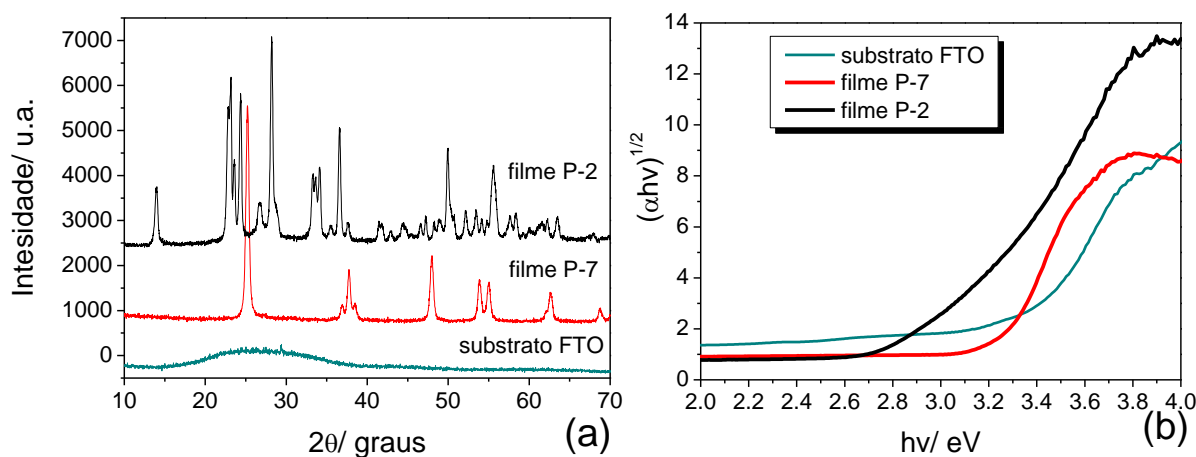 7000
6000
5000
4000
3000
2000
1000
0
Intesidade/ u.a.
filme P-2
filme P-7
substrato FTO
10 20 30 40 50 60 70
2θ/ graus
(a)
14
12
10
8
6
4
2
0
(αhv)1/2
substrato FTO
filme P-7
filme P-2
2.0 2.2 2.4 2.6 2.8 3.0 3.2 3.4 3.6 3.8 4.0
hv/ eV
(b)